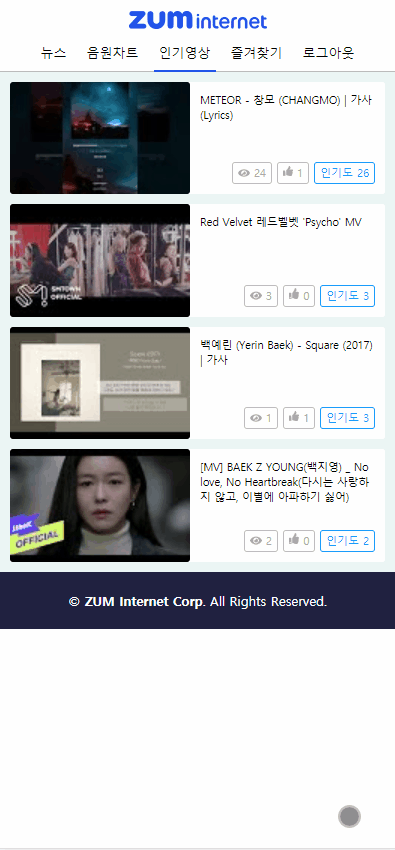 ZUM internet
뉴스 음원차트 인기영상 즐겨찾기 로그아웃
METEOR - 창모 (CHANGMO) | 가사
(Lyrics)
24 1 인기도 26
Red Velvet 레드벨벳 'Psycho' MV
SMTOWN
OFFICIAL
3 0 인기도 3
백예린 (Yerin Baek) - Square (2017)
| 가사
Square (2017)
1 1 인기도 3
[MV] BAEK Z YOUNG(백지영) _ No
love, No Heartbreak(다시는 사랑하
지 않고, 이별에 아파하기 싫어)
OFFICIAL
2 0 인기도 2
© ZUM Internet Corp. All Rights Reserved.